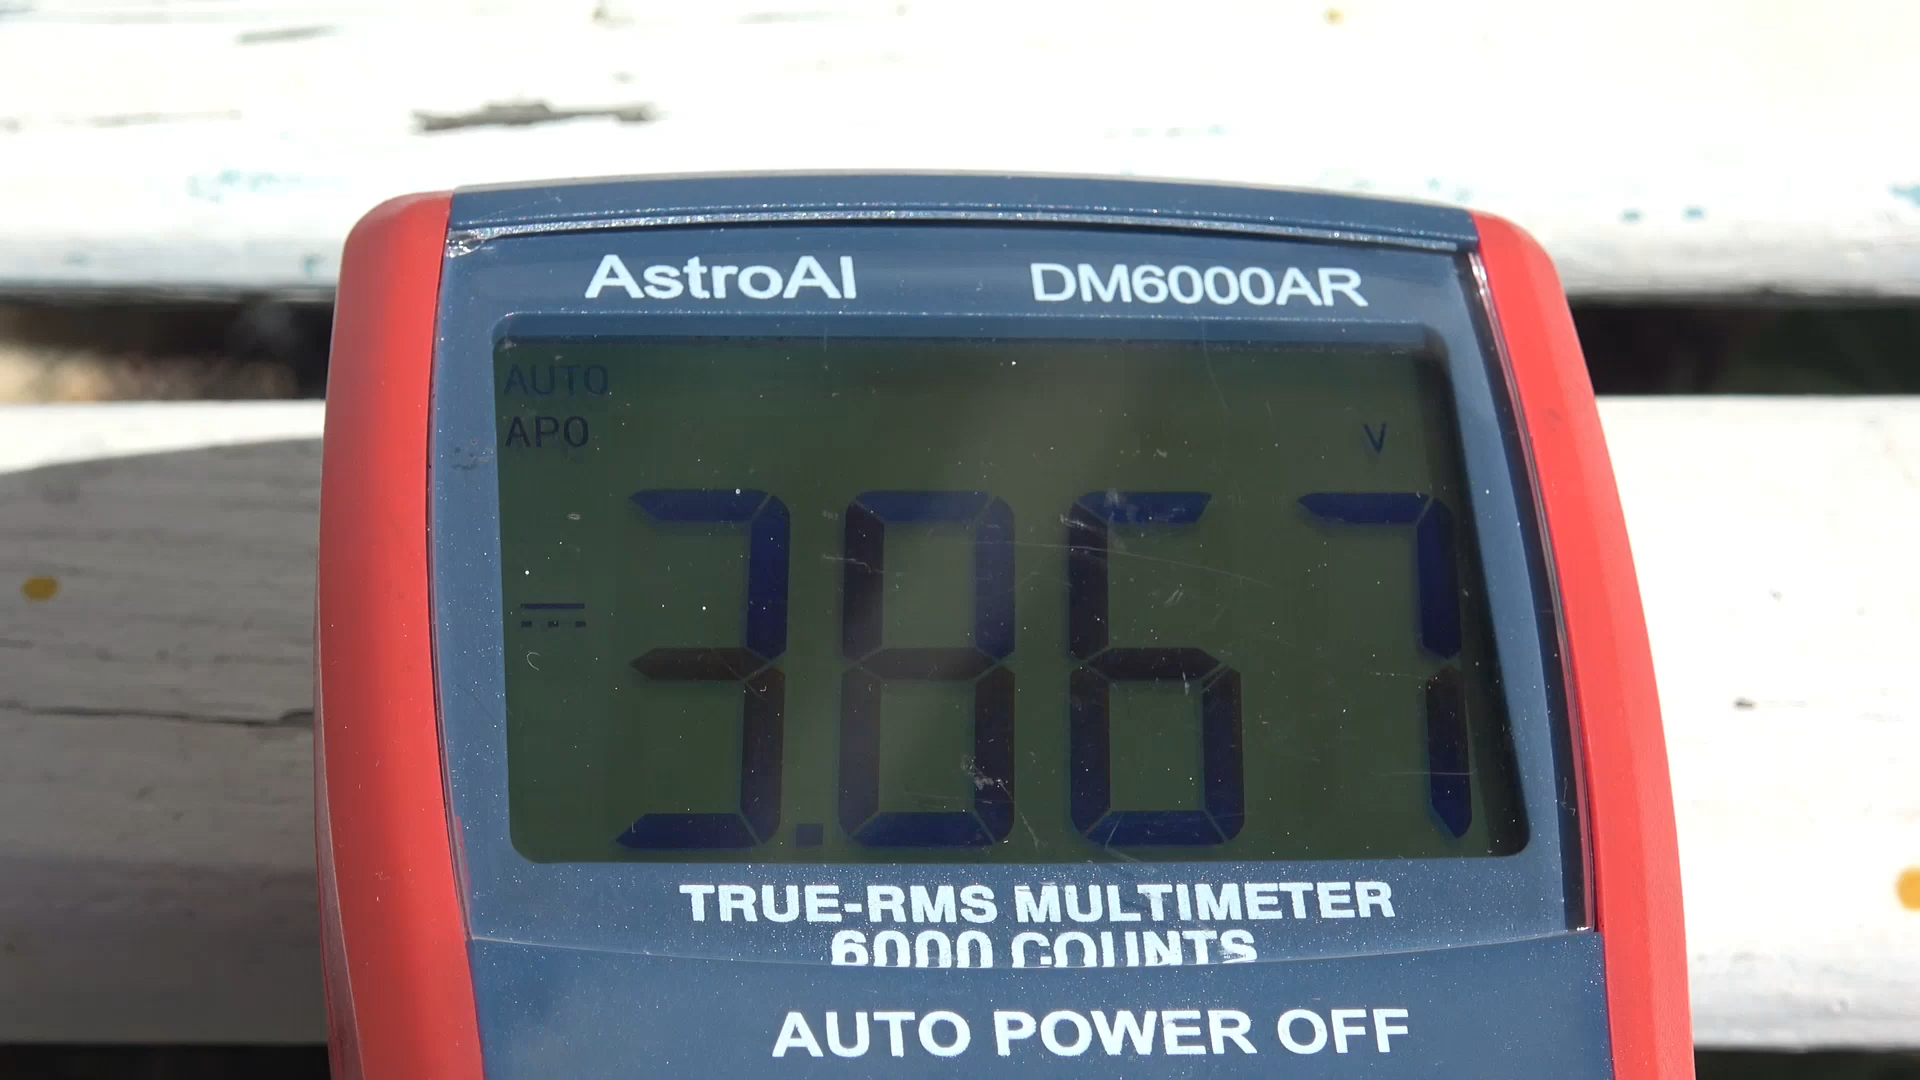 AstroAI DM6000AR
AUTO
APO V
3.867
TRUE-RMS MULTIMETER
6000 COUNTS
AUTO POWER OFF